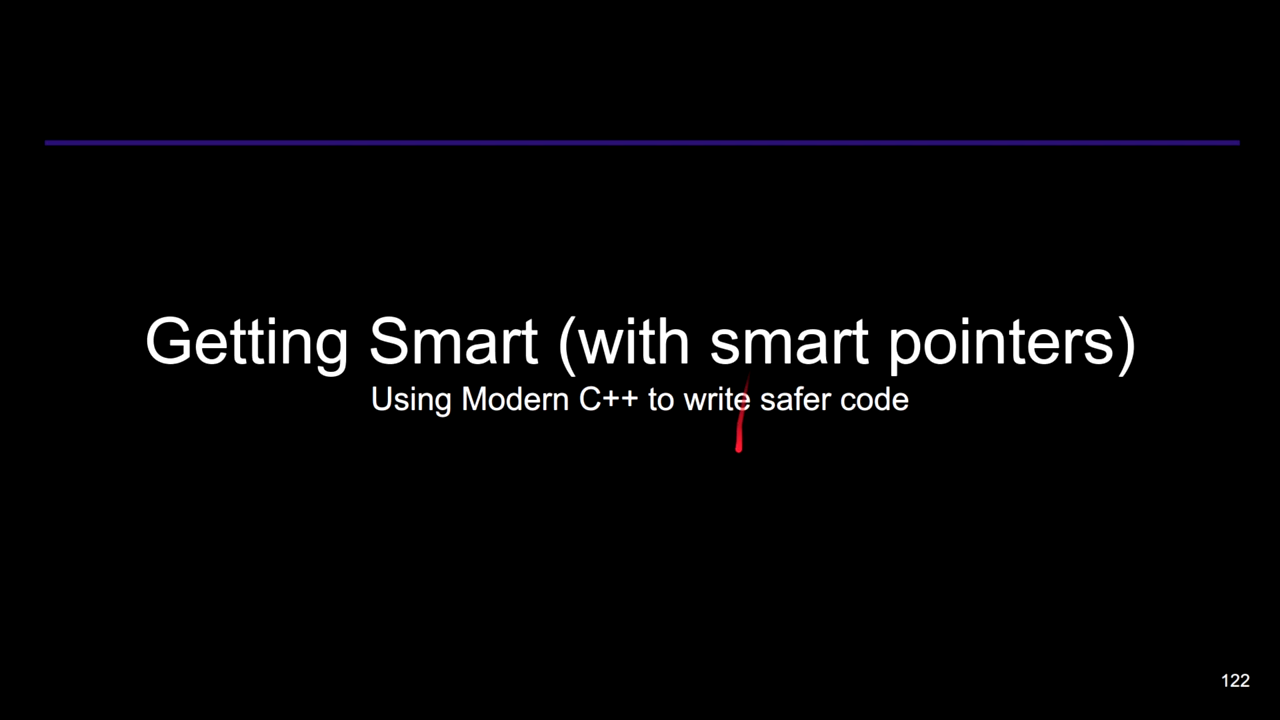 Getting Smart (with smart pointers)
Using Modern C++ to write safer code
122